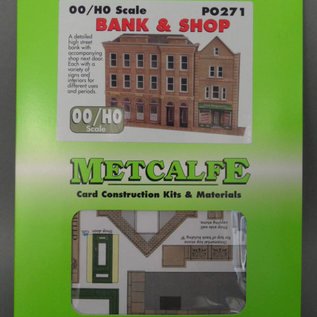 00/HO Scale PO271
BANK & SHOP
A detailed
high street
bank with
accompanying
shop next door.
Each with a
variety of
signs and
interiors for
different uses
and periods.
00/HO
Scale
METCALFE
Card Construction Kits & Materials